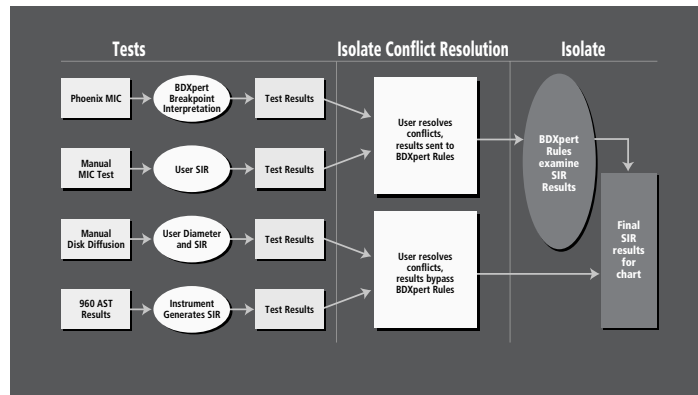 Tests
Isolate Conflict Resolution
Isolate
Phoenix MIC
BDXpert
Breakpoint
Interpretation
Test Results
Manual
MIC Test
User SIR
Test Results
User resolves
conflicts,
results sent to
BDXpert Rules
BDXpert
Rules
examine
SIR
Results
Manual
Disk Diffusion
User Diameter
and SIR
Test Results
960 AST
Results
Instrument
Generates SIR
Test Results
User resolves
conflicts,
results bypass
BDXpert Rules
Final
SIR
results
for
chart